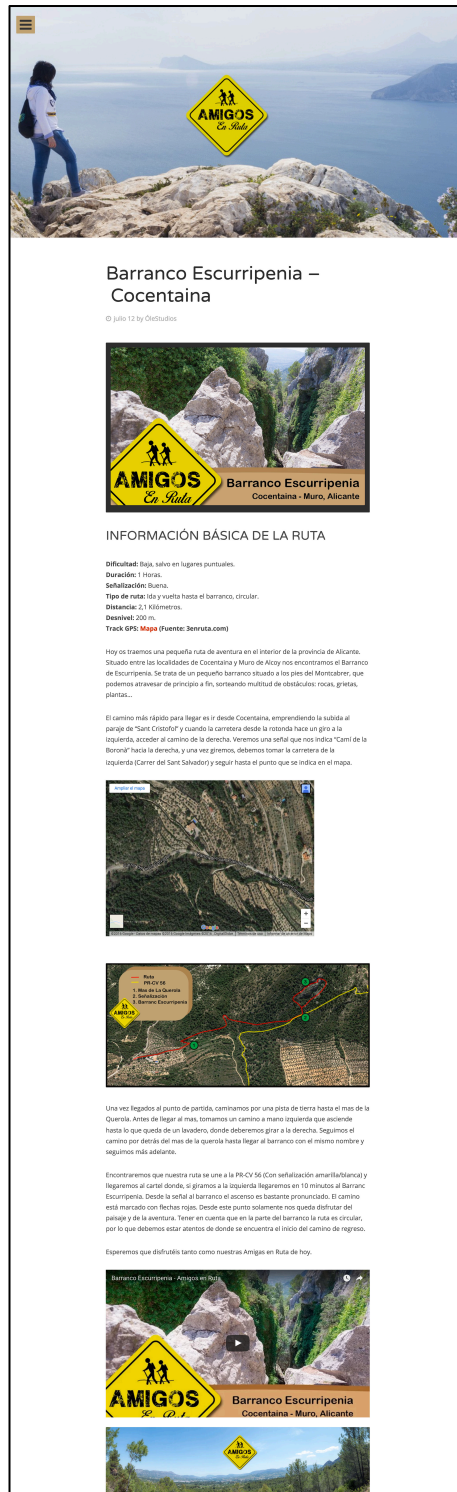 AMIGOS
En Ruta
Barranco Escurripenia –
Cocentaina
julio 12 by ÔleStudios
AMIGOS
En Ruta
Barranco Escurripenia
Cocentaina - Muro, Alicante
INFORMACIÓN BÁSICA DE LA RUTA
Dificultad: Baja, salvo en lugares puntuales.
Duración: 1 Horas.
Señalización: Buena.
Tipo de ruta: Ida y vuelta hasta el barranco, circular.
Distancia: 2,1 Kilómetros.
Desnivel: 200 m.
Track GPS: Mapa (Fuente: 3enruta.com)
Hoy os traemos una pequeña ruta de aventura en el interior de la provincia de Alicante.
Situado entre las localidades de Cocentaina y Muro de Alcoy nos encontramos el Barranco
de Escurripenia. Se trata de un pequeño barranco situado a los pies del Montcabrer, que
podemos atravesar de principio a fin, sorteando multitud de obstáculos: rocas, grietas,
plantas…
El camino más rápido para llegar es ir desde Cocentaina, emprendiendo la subida al
paraje de “Sant Cristofol” y cuando la carretera desde la rotonda hace un giro a la
izquierda, acceder al camino de la derecha. Veremos una señal que nos indica “Camí de la
Boronà” hacia la derecha, y una vez giremos, debemos tomar la carretera de la
izquierda (Carrer del Sant Salvador) y seguir hasta el punto que se indica en el mapa.
Ampliar el mapa
Google
Ruta
PR-CV 56
1. Mas de La Querola
2. Señalización
3. Barranc Escurripenia
AMIGOS
En Ruta
Una vez llegados al punto de partida, caminamos por una pista de tierra hasta el mas de la
Querola. Antes de llegar al mas, tomamos un camino a mano izquierda que asciende
hasta lo que queda de un lavadero, donde deberemos girar a la derecha. Seguimos el
camino por detrás del mas de la querola hasta llegar al barranco con el mismo nombre y
seguimos más adelante.
Encontraremos que nuestra ruta se une a la PR-CV 56 (Con señalización amarilla/blanca) y
llegaremos al cartel donde, si giramos a la izquierda llegaremos en 10 minutos al Barranc
Escurripenia. Desde la señal al barranco el ascenso es bastante pronunciado. El camino
está marcado con flechas rojas. Desde este punto solamente nos queda disfrutar del
paisaje y de la aventura. Tener en cuenta que en la parte del barranco la ruta es circular,
por lo que debemos estar atentos de donde se encuentra el inicio del camino de regreso.
Esperemos que disfrutéis tanto como nuestras Amigas en Ruta de hoy.
Barranco Escurripenia - Amigos en Ruta
AMIGOS
En Ruta
Barranco Escurripenia
Cocentaina - Muro, Alicante
AMIGOS
En Ruta